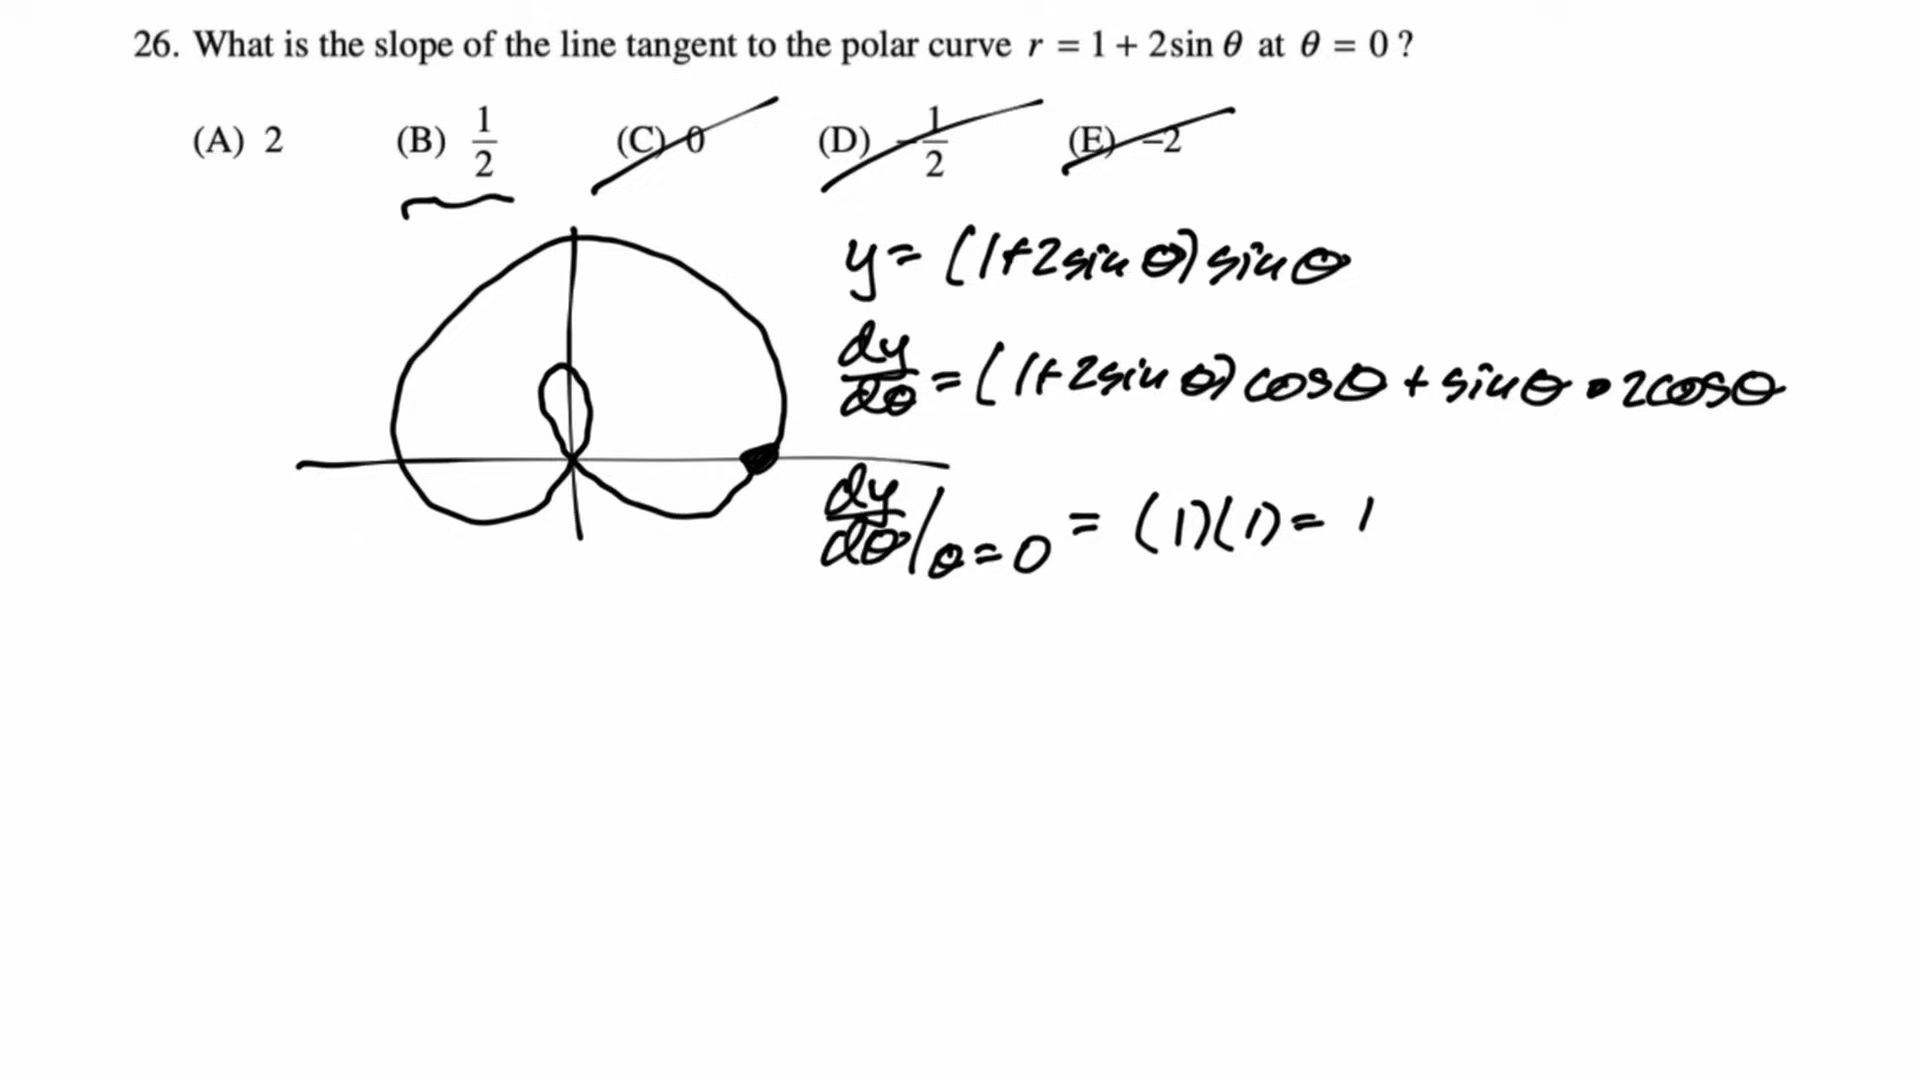 26. What is the slope of the line tangent to the polar curve r = 1 + 2 sin θ at θ = 0 ?
(A) 2 (B) 1/2 (C) 0 (D) -1/2 (E) -2
y = (1+2sin θ) sin θ
dy/dθ = (1+2sin θ) cos θ + sin θ • 2cos θ
dy/dθ |θ=0 = (1)(1) = 1